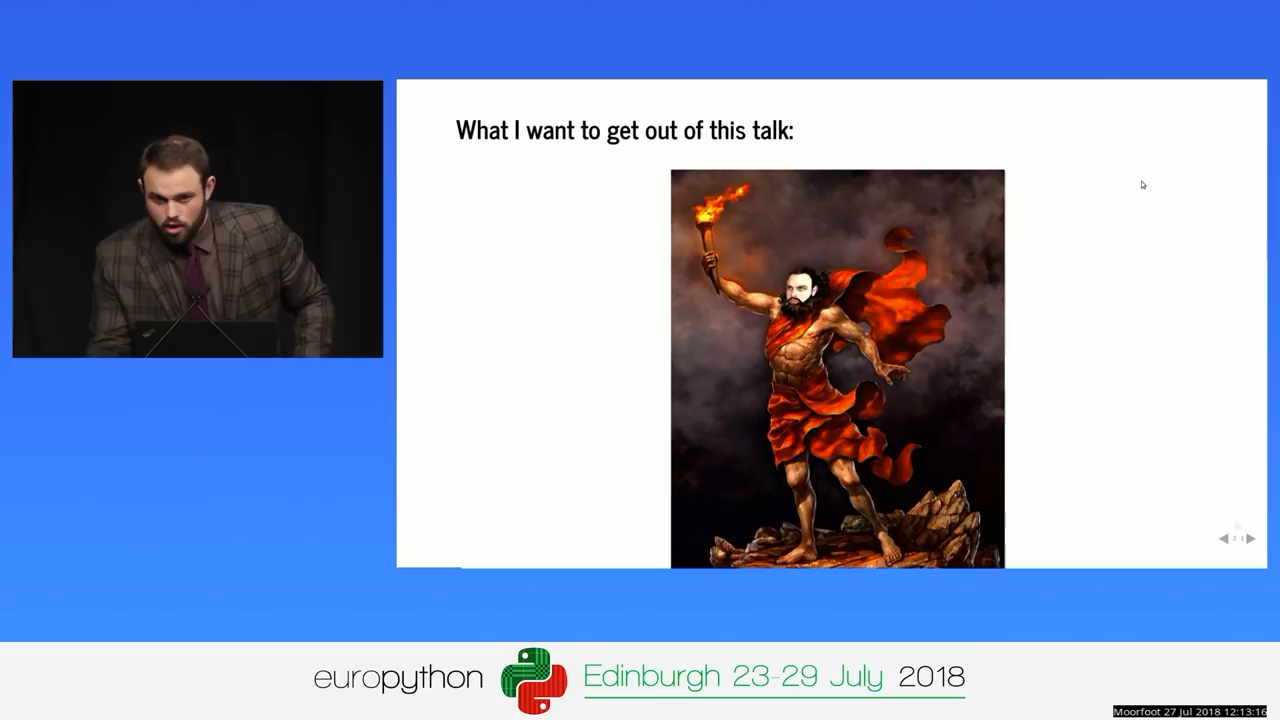 What I want to get out of this talk:
europython
Edinburgh 23-29 July 2018
Moorfoot 27 Jul 2018 12:13:16